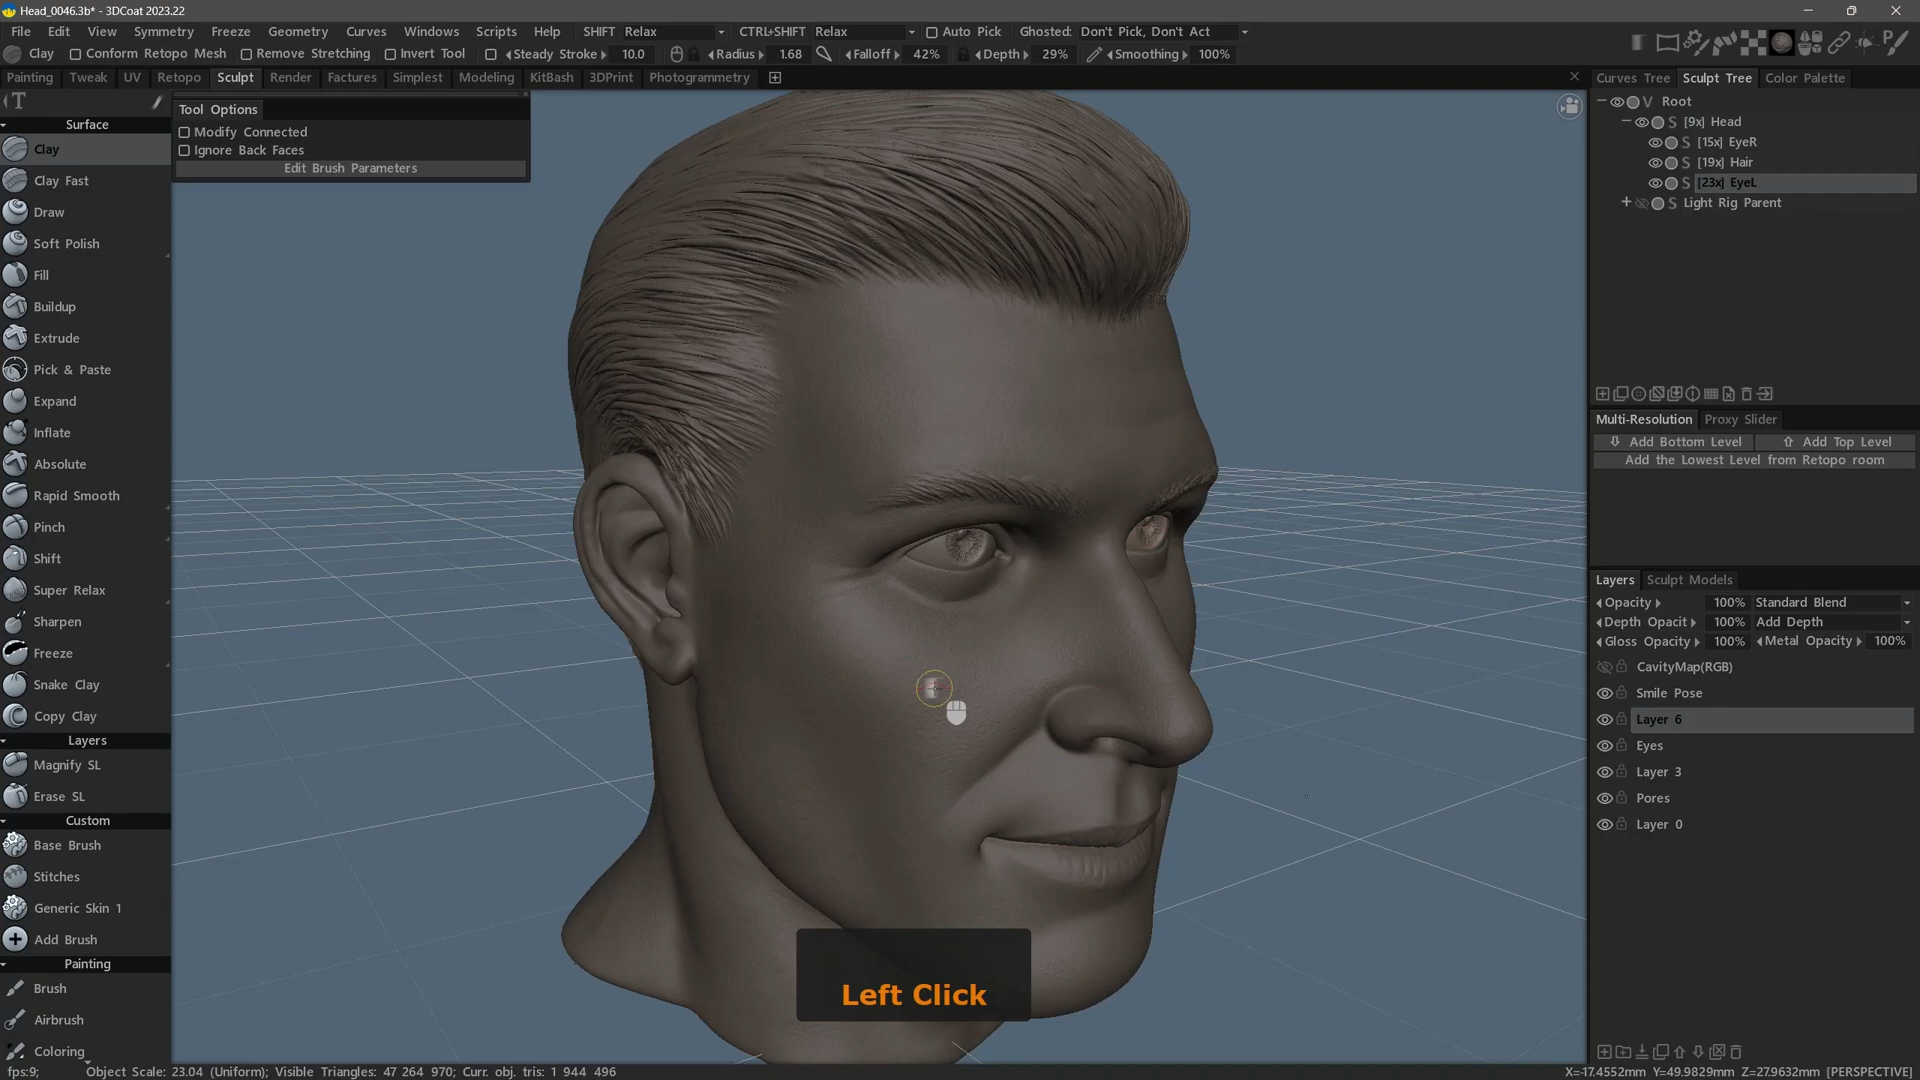 Head_0046.3b* - 3DCoat 2023.22
File Edit View Symmetry Freeze Geometry Curves Windows Scripts Help SHIFT Relax CTRL+SHIFT Relax Auto Pick Ghosted: Don't Pick, Don't Act
Clay Conform Retopo Mesh Remove Stretching Invert Tool Steady Stroke 10.0 Radius 1.68 Falloff 42% Depth 29% Smoothing 100%
Painting Tweak UV Retopo Sculpt Render Factures Simplest Modeling KitBash 3DPrint Photogrammetry
Curves Tree Sculpt Tree Color Palette
T
Tool Options
Modify Connected
Ignore Back Faces
Edit Brush Parameters
Surface
Clay
Clay Fast
Draw
Soft Polish
Fill
Buildup
Extrude
Pick & Paste
Expand
Inflate
Absolute
Rapid Smooth
Pinch
Shift
Super Relax
Sharpen
Freeze
Snake Clay
Copy Clay
Layers
Magnify SL
Erase SL
Custom
Base Brush
Stitches
Generic Skin 1
Add Brush
Painting
Brush
Airbrush
Coloring
V Root
S [9x] Head
S [15x] EyeR
S [19x] Hair
S [23x] EyeL
S Light Rig Parent
Multi-Resolution Proxy Slider
Add Bottom Level Add Top Level
Add the Lowest Level from Retopo room
Layers Sculpt Models
Opacity 100% Standard Blend
Depth Opacit 100% Add Depth
Gloss Opacity 100% Metal Opacity 100%
CavityMap(RGB)
Smile Pose
Layer 6
Eyes
Layer 3
Pores
Layer 0
Left Click
fps:9; Object Scale: 23.04 (Uniform); Visible Triangles: 47 264 970; Curr. obj. tris: 1 944 496
X=-17.4552mm Y=49.9829mm Z=27.9632mm [PERSPECTIVE]